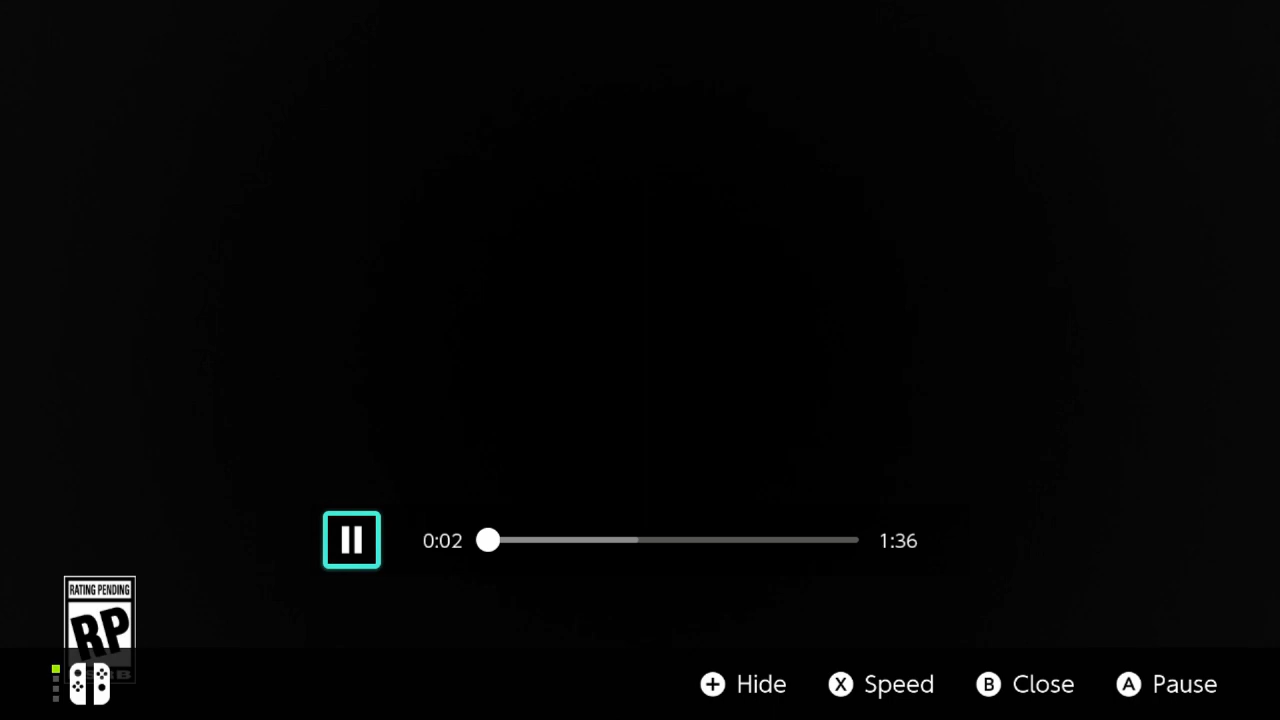 0:02
1:36
RATING PENDING
RP
+ Hide
X Speed
B Close
A Pause